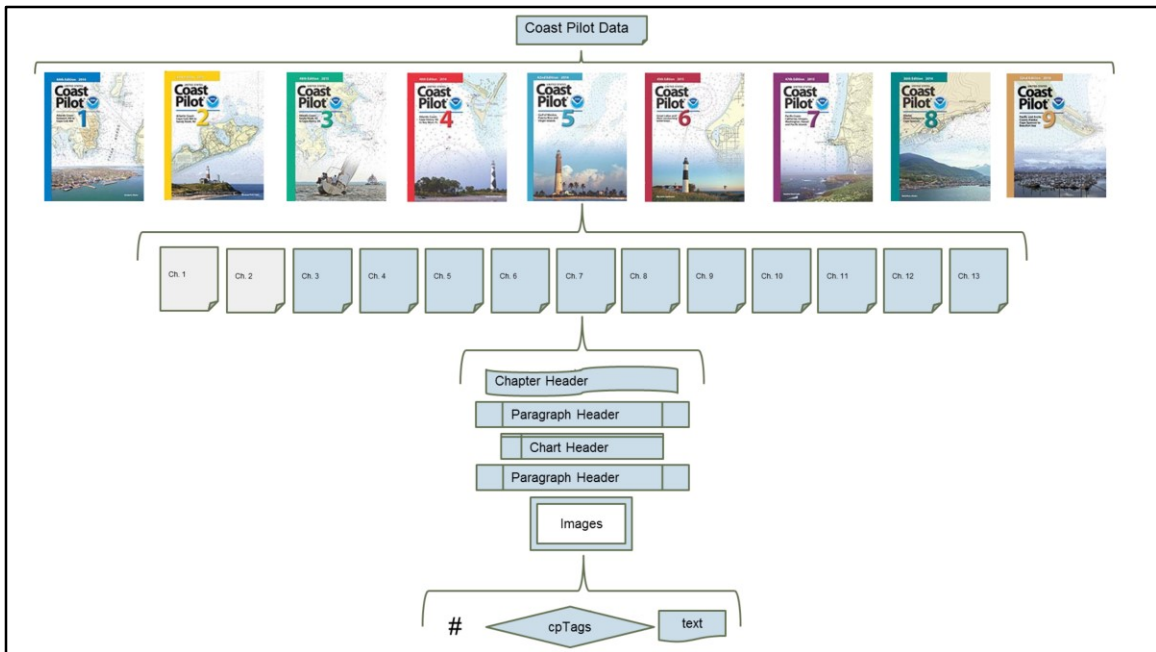 Coast Pilot Data
Coast
Pilot
1
Coast
Pilot
2
Coast
Pilot
3
Coast
Pilot
4
Coast
Pilot
5
Coast
Pilot
6
Coast
Pilot
7
Coast
Pilot
8
Coast
Pilot
9
Ch. 1
Ch. 2
Ch. 3
Ch. 4
Ch. 5
Ch. 6
Ch. 7
Ch. 8
Ch. 9
Ch. 10
Ch. 11
Ch. 12
Ch. 13
Chapter Header
Paragraph Header
Chart Header
Paragraph Header
Images
#
cpTags
text